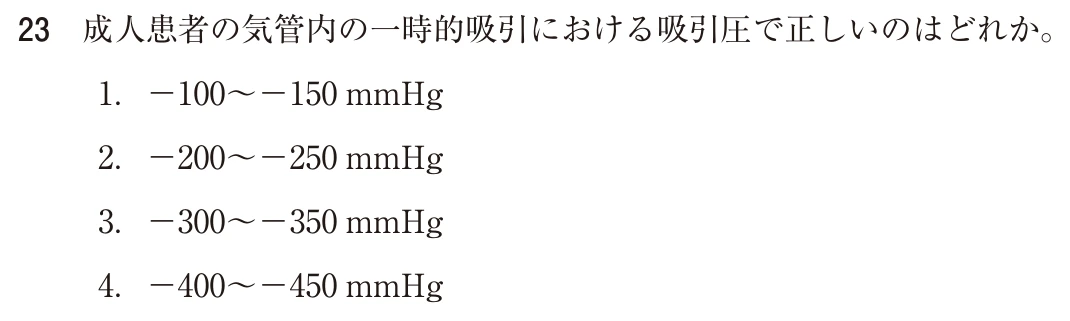 23 成人患者の気管内の一時的吸引における吸引圧で正しいのはどれか。
1. −100〜−150 mmHg
2. −200〜−250 mmHg
3. −300〜−350 mmHg
4. −400〜−450 mmHg